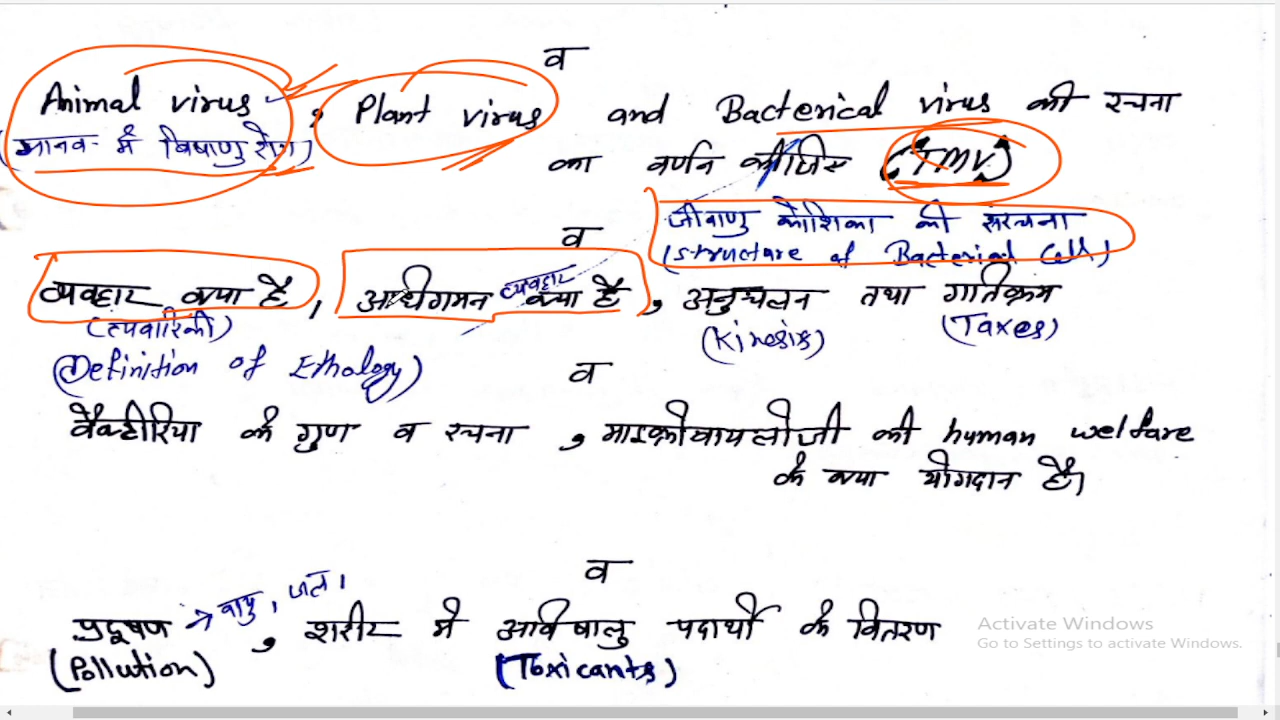 व
Animal virus, Plant virus and Bacterical virus की रचना
(मानव में विषाणु रोग)
का वर्णन कीजिए (TMV)
जीवाणु कोशिका की संरचना
(structure of Bacterial Cell)
व
व्यवहार क्या है, अधिगमन व्यवहार क्या है, अनुचलन तथा गतिक्रम
(Kinesis) (Taxes)
(Definition of Ethology)
व
बैक्टीरिया के गुण व रचना, माइक्रोबायलोजी की human welfare
के क्या योगदान है।
व
प्रदूषण → वायु, जल।, शरीर में आविषालु पदार्थो के वितरण
(Pollution) (Toxicants)
Activate Windows
Go to Settings to activate Windows.